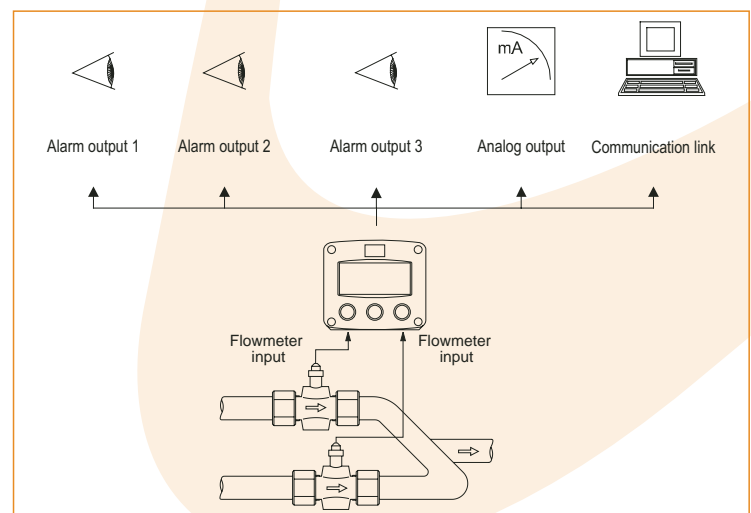 mA
Alarm output 1
Alarm output 2
Alarm output 3
Analog output
Communication link
Flowmeter
input
Flowmeter
input